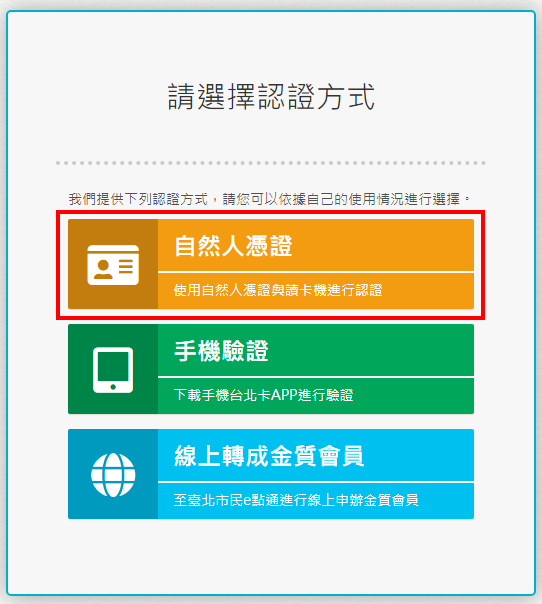 請選擇認證方式
我們提供下列認證方式，請您可以依據自己的使用情況進行選擇。
自然人憑證
使用自然人憑證與讀卡機進行認證
手機驗證
下載手機台北卡APP進行驗證
線上轉成金質會員
至臺北市民e點通進行線上申辦金質會員